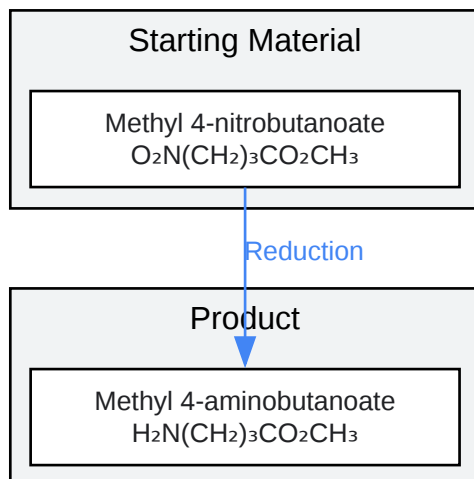 Starting Material
Methyl 4-nitrobutanoate
O₂N(CH₂)₃CO₂CH₃
Reduction
Product
Methyl 4-aminobutanoate
H₂N(CH₂)₃CO₂CH₃